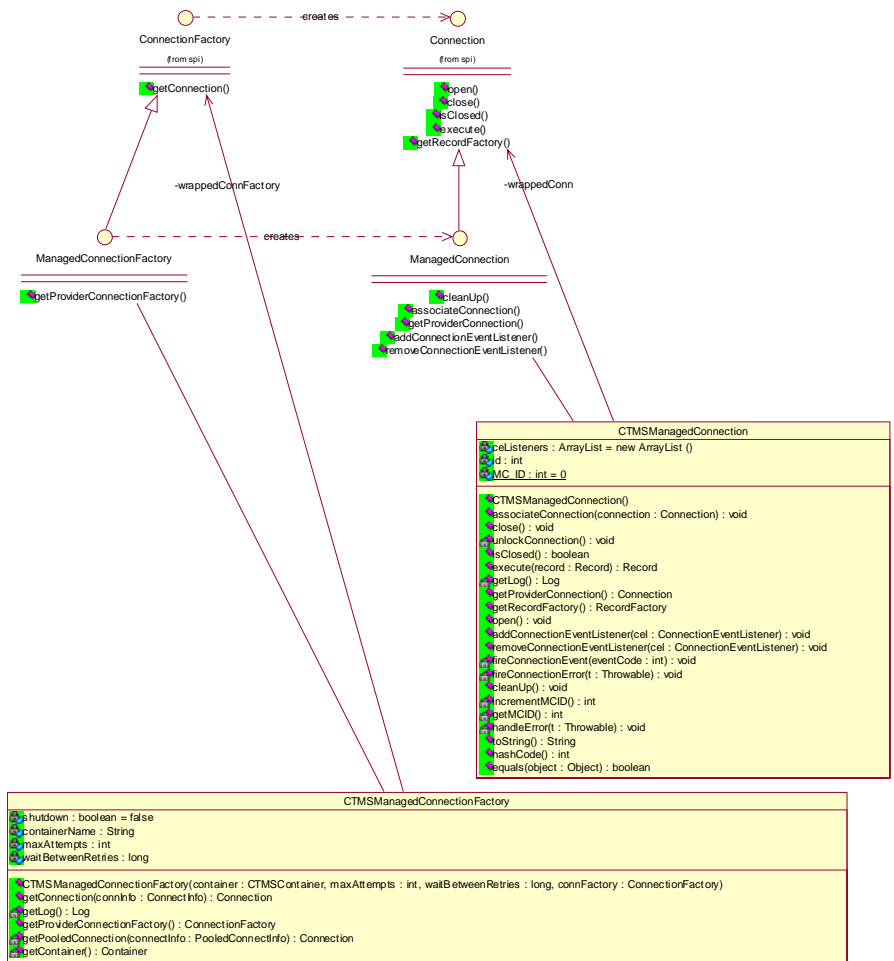 creates
ConnectionFactory
Connection
(from spi)
(from spi)
getConnection()
open()
close()
isClosed()
execute()
getRecordFactory()
-wrappedConnFactory
-wrappedConn
creates
ManagedConnectionFactory
ManagedConnection
getProviderConnectionFactory()
cleanUp()
associateConnection()
getProviderConnection()
addConnectionEventListener()
removeConnectionEventListener()
CTMSManagedConnection
ceListeners : ArrayList = new ArrayList ()
id : int
MC_ID : int = 0
CTMSManagedConnection()
associateConnection(connection : Connection) : void
close() : void
unlockConnection() : void
isClosed() : boolean
execute(record : Record) : Record
getLog() : Log
getProviderConnection() : Connection
getRecordFactory() : RecordFactory
open() : void
addConnectionEventListener(cel : ConnectionEventListener) : void
removeConnectionEventListener(cel : ConnectionEventListener) : void
fireConnectionEvent(eventCode : int) : void
fireConnectionError(t : Throwable) : void
cleanUp() : void
incrementMCID() : int
getMCID() : int
handleError(t : Throwable) : void
toString() : String
hashCode() : int
equals(object : Object) : boolean
CTMSManagedConnectionFactory
shutdown : boolean = false
containerName : String
maxAttempts : int
waitBetweenRetries : long
CTMSManagedConnectionFactory(container : CTMSContainer, maxAttempts : int, waitBetweenRetries : long, connFactory : ConnectionFactory)
getConnection(connInfo : ConnectInfo) : Connection
getLog() : Log
getProviderConnectionFactory() : ConnectionFactory
getPooledConnection(connectInfo : PooledConnectInfo) : Connection
getContainer() : Container